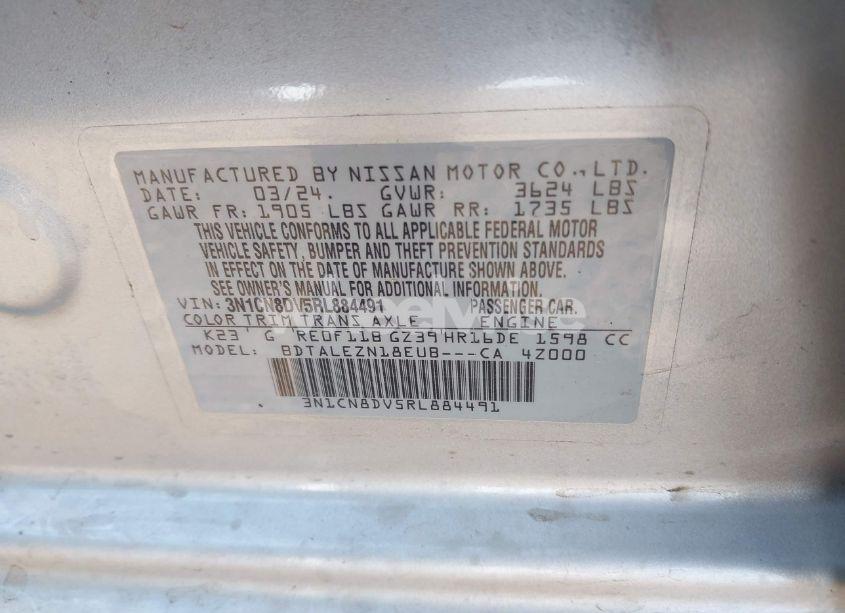 MANUFACTURED BY NISSAN MOTOR CO., LTD.
DATE: 03/24. GVWR: 3624 LBS
GAWR FR: 1905 LBS GAWR RR: 1735 LBS
THIS VEHICLE CONFORMS TO ALL APPLICABLE FEDERAL MOTOR
VEHICLE SAFETY, BUMPER AND THEFT PREVENTION STANDARDS
IN EFFECT ON THE DATE OF MANUFACTURE SHOWN ABOVE.
SEE OWNER'S MANUAL FOR ADDITIONAL INFORMATION.
VIN: 3N1CN8DV5RL884491 PASSENGER CAR.
COLOR TRIM TRANS AXLE ENGINE
K23 G RE0F11B GZ39 HR16DE 1598 CC
MODEL: BDTALEZN18EUB---CA 4Z000
3N1CN8DV5RL884491